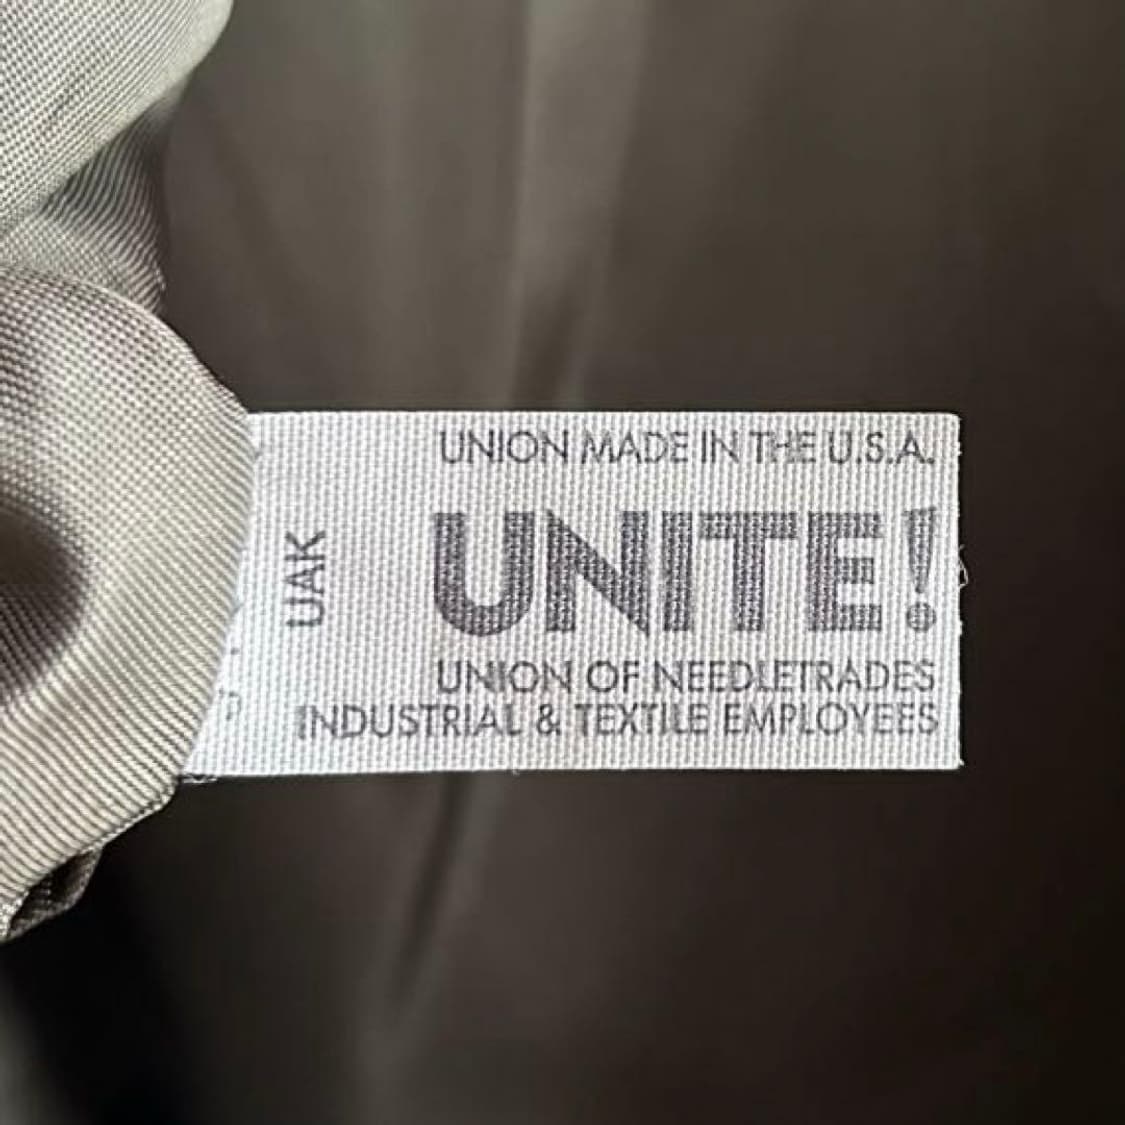 UNION MADE IN THE U.S.A.
UNITE!
UNION OF NEEDLETRADES
INDUSTRIAL & TEXTILE EMPLOYEES
UAK